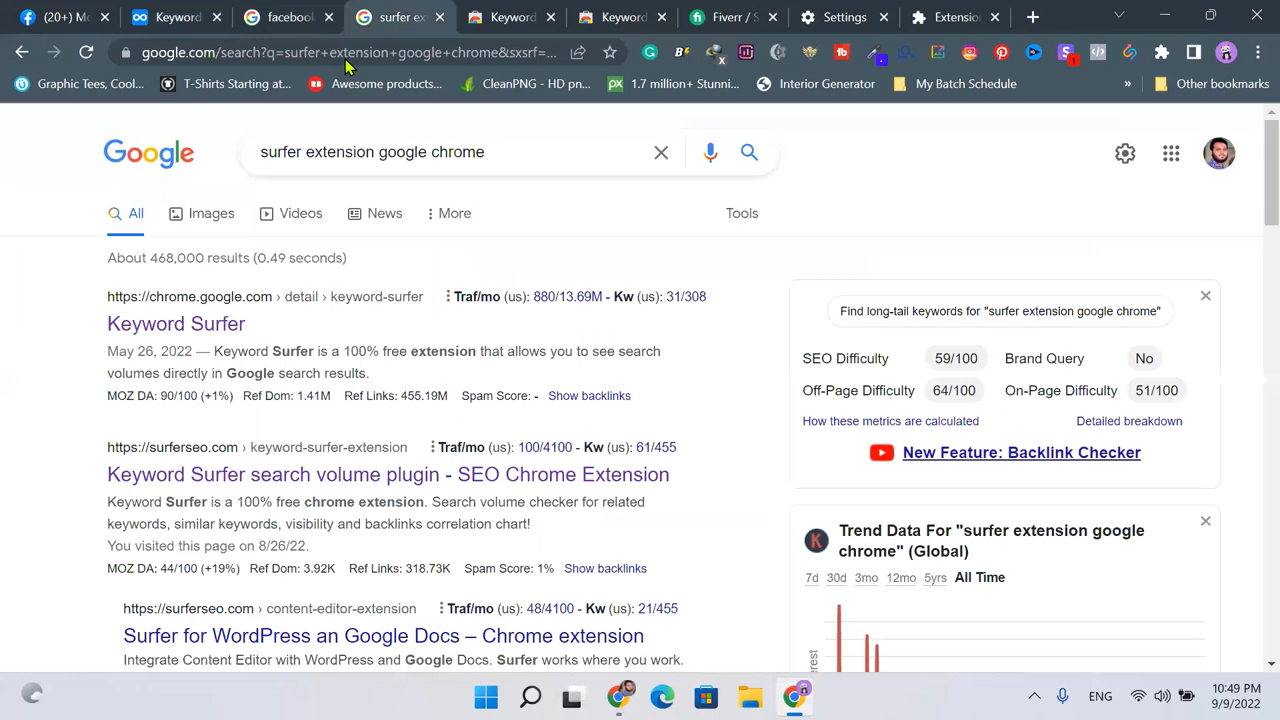 (20+) M
Keyword
facebook
surfer ex
Keyword
Keyword
Fiverr / S
Settings
Extension
google.com/search?q=surfer+extension+google+chrome&sxsrf=...
1
Graphic Tees, Cool...
T-Shirts Starting at...
Awesome products...
CleanPNG - HD pn...
1.7 million+ Stunni...
Interior Generator
My Batch Schedule
»
Other bookmarks
Google
surfer extension google chrome
All
Images
Videos
News
More
Tools
About 468,000 results (0.49 seconds)
https://chrome.google.com › detail › keyword-surfer
Traf/mo (us): 880/13.69M - Kw (us): 31/308
Keyword Surfer
May 26, 2022 — Keyword Surfer is a 100% free extension that allows you to see search
volumes directly in Google search results.
MOZ DA: 90/100 (+1%) Ref Dom: 1.41M Ref Links: 455.19M Spam Score: - Show backlinks
https://surferseo.com › keyword-surfer-extension
Traf/mo (us): 100/4100 - Kw (us): 61/455
Keyword Surfer search volume plugin - SEO Chrome Extension
Keyword Surfer is a 100% free chrome extension. Search volume checker for related
keywords, similar keywords, visibility and backlinks correlation chart!
You visited this page on 8/26/22.
MOZ DA: 44/100 (+19%) Ref Dom: 3.92K Ref Links: 318.73K Spam Score: 1% Show backlinks
https://surferseo.com › content-editor-extension
Traf/mo (us): 48/4100 - Kw (us): 21/455
Surfer for WordPress an Google Docs – Chrome extension
Integrate Content Editor with WordPress and Google Docs. Surfer works where you work.
Find long-tail keywords for "surfer extension google chrome"
SEO Difficulty 59/100 Brand Query No
Off-Page Difficulty 64/100 On-Page Difficulty 51/100
How these metrics are calculated
Detailed breakdown
New Feature: Backlink Checker
K
Trend Data For "surfer extension google
chrome" (Global)
7d 30d 3mo 12mo 5yrs All Time
ENG
10:49 PM
9/9/2022